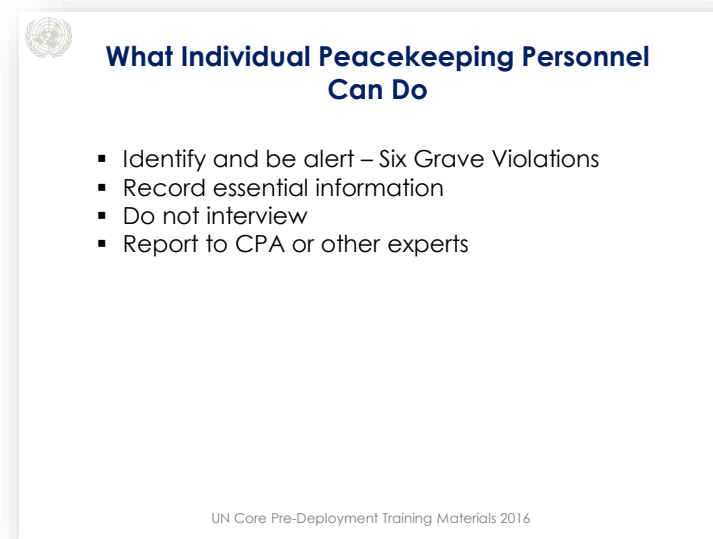 What Individual Peacekeeping Personnel
Can Do
▪ Identify and be alert – Six Grave Violations
▪ Record essential information
▪ Do not interview
▪ Report to CPA or other experts
UN Core Pre-Deployment Training Materials 2016